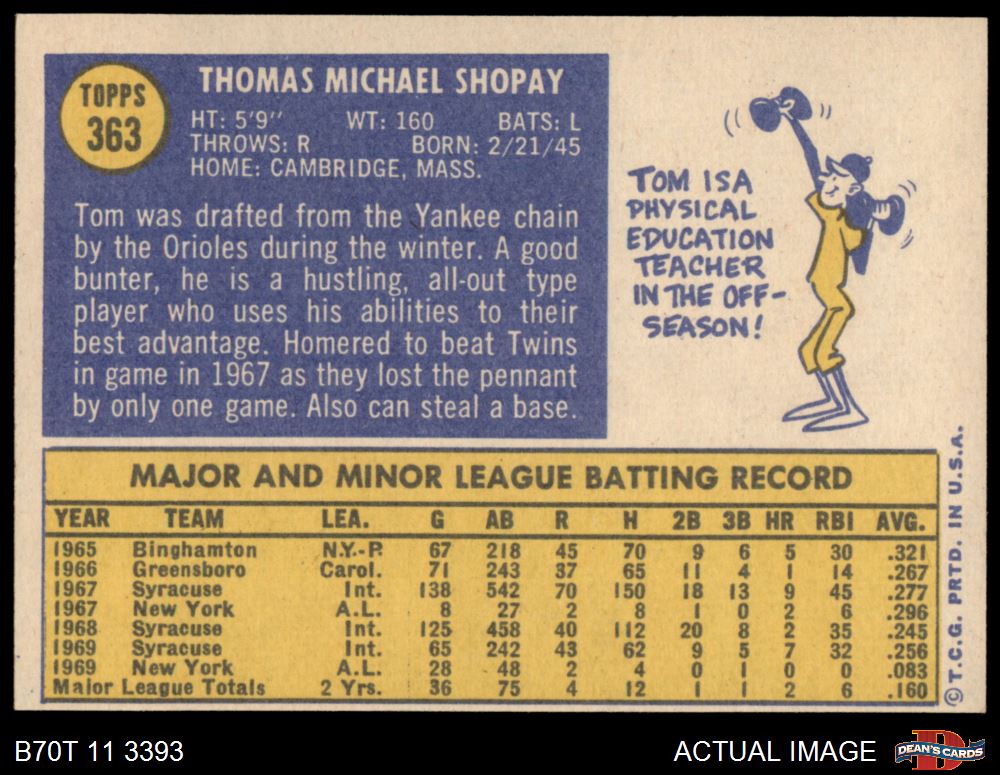 TOPPS
363
THOMAS MICHAEL SHOPAY
HT: 5'9" WT: 160 BATS: L
THROWS: R BORN: 2/21/45
HOME: CAMBRIDGE, MASS.
Tom was drafted from the Yankee chain
by the Orioles during the winter. A good
bunter, he is a hustling, all-out type
player who uses his abilities to their
best advantage. Homered to beat Twins
in game in 1967 as they lost the pennant
by only one game. Also can steal a base.
TOM IS A
PHYSICAL
EDUCATION
TEACHER
IN THE OFF-
SEASON!
MAJOR AND MINOR LEAGUE BATTING RECORD
YEAR TEAM LEA. G AB R H 2B 3B HR RBI AVG.
1965 Binghamton N.Y.-P. 67 218 45 70 9 6 5 30 .321
1966 Greensboro Carol. 71 243 37 65 11 4 1 14 .267
1967 Syracuse Int. 138 542 70 150 18 13 9 45 .277
1967 New York A.L. 8 27 2 8 1 0 2 6 .296
1968 Syracuse Int. 125 458 40 112 20 8 2 35 .245
1969 Syracuse Int. 65 242 43 62 9 5 7 32 .256
1969 New York A.L. 28 48 2 4 0 1 0 0 .083
Major League Totals 2 Yrs. 36 75 4 12 1 1 2 6 .160
© T.C.G. PRTD. IN U.S.A.
B70T 11 3393
ACTUAL IMAGE
B
DEAN'S CARDS